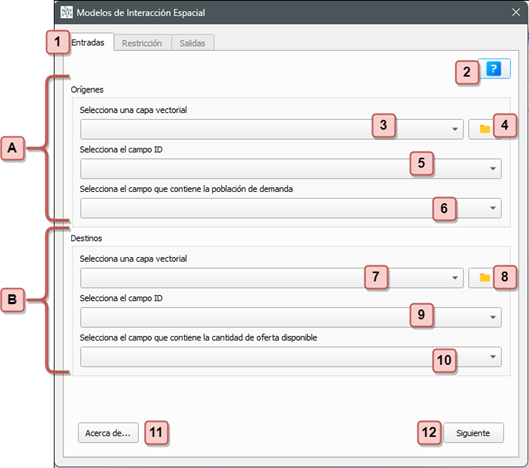 Modelos de Interacción Espacial
1 Entradas Restricción Salidas
2 ?
A
Orígenes
Selecciona una capa vectorial
3 4
Selecciona el campo ID
5
Selecciona el campo que contiene la población de demanda
6
B
Destinos
Selecciona una capa vectorial
7 8
Selecciona el campo ID
9
Selecciona el campo que contiene la cantidad de oferta disponible
10
Acerca de... 11 12 Siguiente